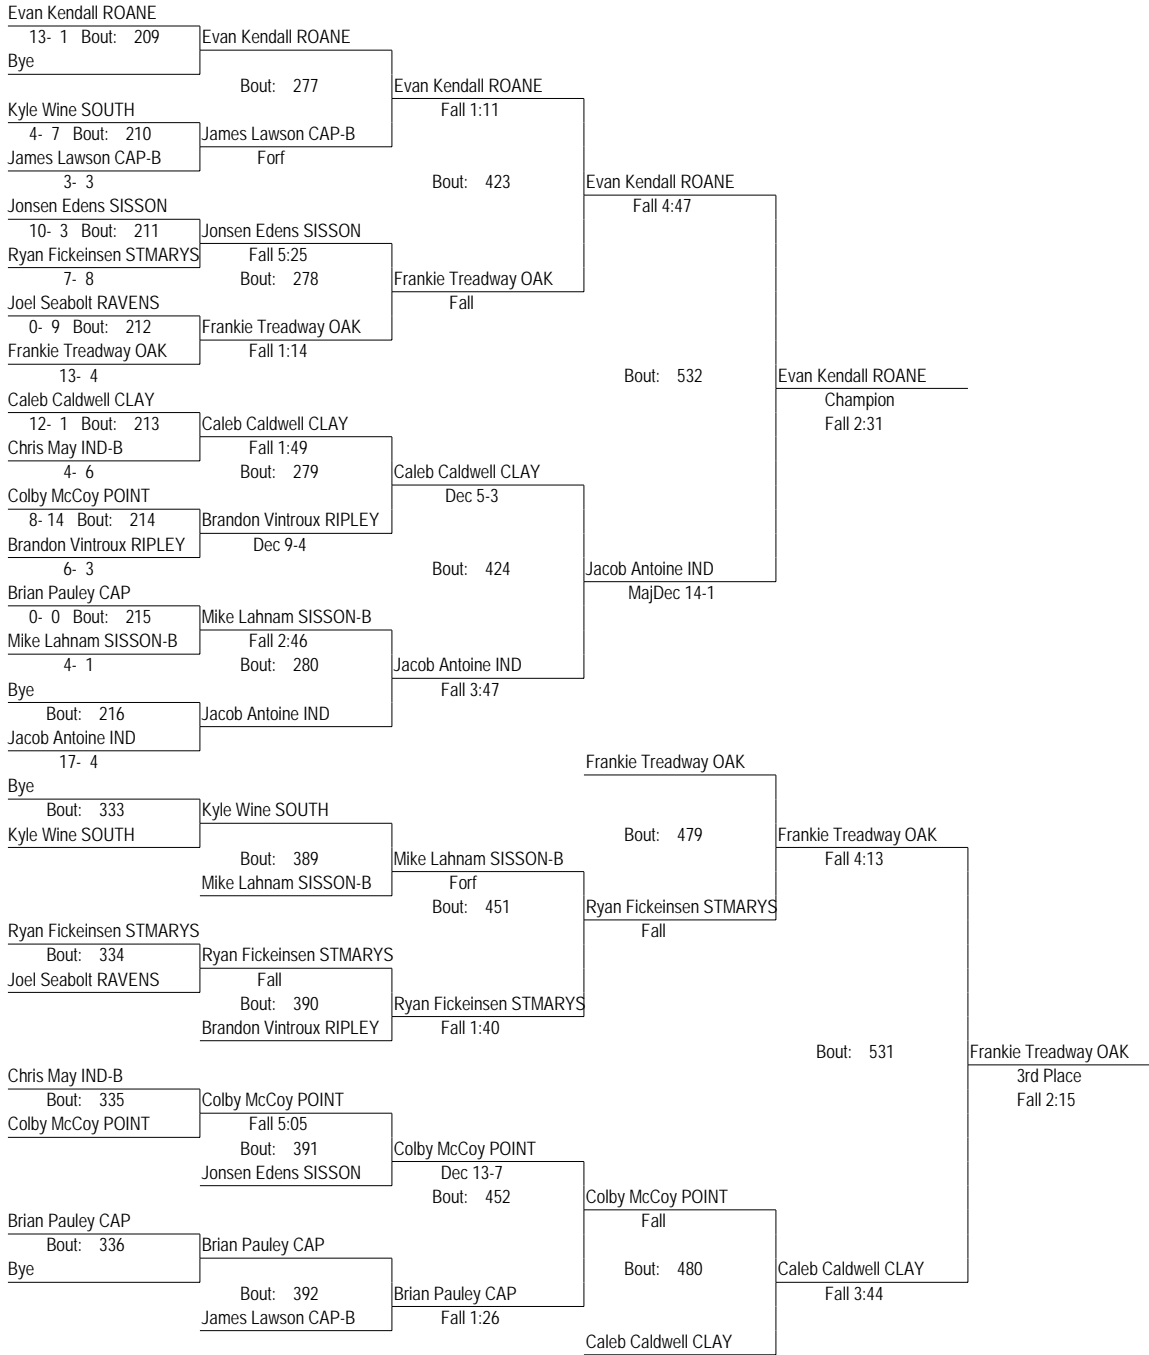 Evan Kendall ROANE
13- 1 Bout: 209
Evan Kendall ROANE
Bye
Bout: 277
Evan Kendall ROANE
Kyle Wine SOUTH
Fall 1:11
4- 7 Bout: 210
James Lawson CAP-B
James Lawson CAP-B
Forf
3- 3
Bout: 423
Evan Kendall ROANE
Jonsen Edens SISSON
Fall 4:47
10- 3 Bout: 211
Jonsen Edens SISSON
Ryan Fickeinsen STMARYS
Fall 5:25
7- 8
Bout: 278
Frankie Treadway OAK
Joel Seabolt RAVENS
Fall
0- 9 Bout: 212
Frankie Treadway OAK
Frankie Treadway OAK
Fall 1:14
13- 4
Bout: 532
Evan Kendall ROANE
Caleb Caldwell CLAY
Champion
12- 1 Bout: 213
Caleb Caldwell CLAY
Fall 2:31
Chris May IND-B
Fall 1:49
4- 6
Bout: 279
Caleb Caldwell CLAY
Colby McCoy POINT
Dec 5-3
8- 14 Bout: 214
Brandon Vintroux RIPLEY
Brandon Vintroux RIPLEY
Dec 9-4
6- 3
Bout: 424
Jacob Antoine IND
Brian Pauley CAP
MajDec 14-1
0- 0 Bout: 215
Mike Lahnam SISSON-B
Mike Lahnam SISSON-B
Fall 2:46
4- 1
Bout: 280
Jacob Antoine IND
Bye
Fall 3:47
Bout: 216
Jacob Antoine IND
Jacob Antoine IND
17- 4
Frankie Treadway OAK
Bye
Bout: 333
Kyle Wine SOUTH
Kyle Wine SOUTH
Bout: 479
Frankie Treadway OAK
Bout: 389
Mike Lahnam SISSON-B
Fall 4:13
Mike Lahnam SISSON-B
Forf
Bout: 451
Ryan Fickeinsen STMARYS
Ryan Fickeinsen STMARYS
Fall
Bout: 334
Ryan Fickeinsen STMARYS
Joel Seabolt RAVENS
Fall
Bout: 390
Ryan Fickeinsen STMARYS
Brandon Vintroux RIPLEY
Fall 1:40
Bout: 531
Frankie Treadway OAK
Chris May IND-B
3rd Place
Bout: 335
Colby McCoy POINT
Fall 2:15
Colby McCoy POINT
Fall 5:05
Bout: 391
Colby McCoy POINT
Jonsen Edens SISSON
Dec 13-7
Bout: 452
Colby McCoy POINT
Brian Pauley CAP
Fall
Bout: 336
Brian Pauley CAP
Bye
Bout: 480
Caleb Caldwell CLAY
Bout: 392
Brian Pauley CAP
Fall 3:44
James Lawson CAP-B
Fall 1:26
Caleb Caldwell CLAY